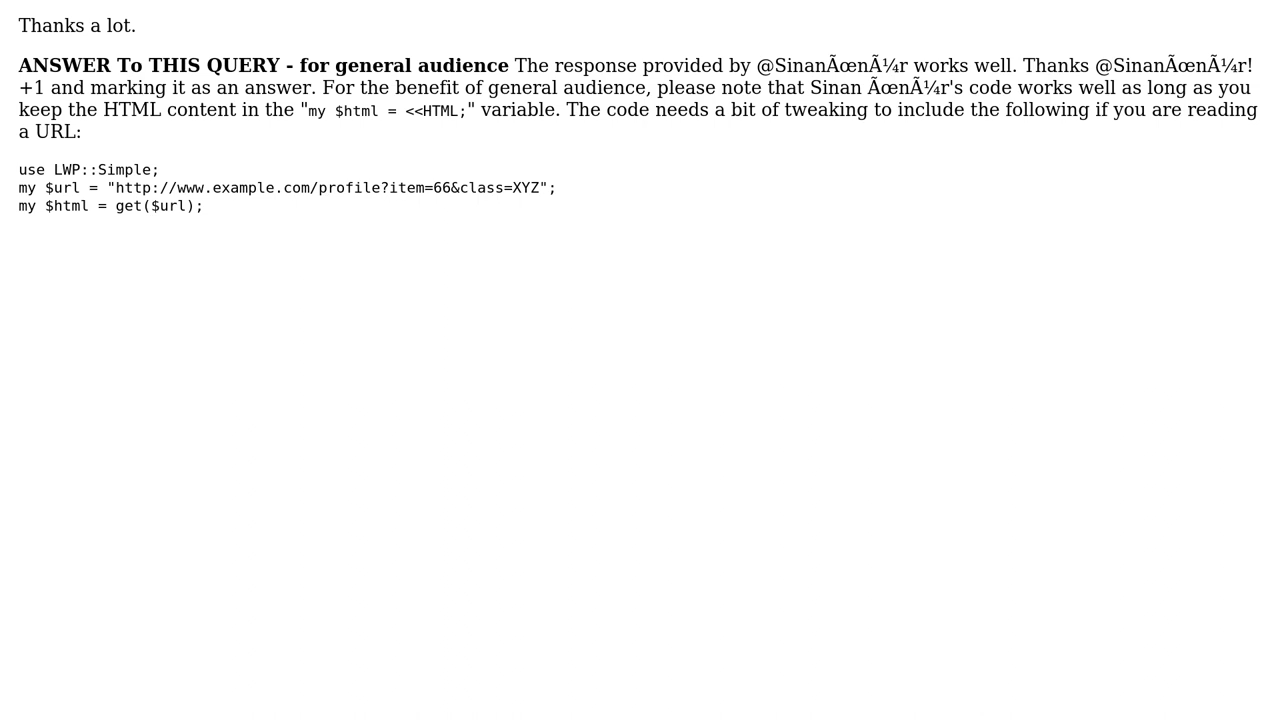 Thanks a lot.
ANSWER To THIS QUERY - for general audience The response provided by @SinanÃœnÃ¼r works well. Thanks @SinanÃœnÃ¼r!
+1 and marking it as an answer. For the benefit of general audience, please note that Sinan ÃœnÃ¼r's code works well as long as you
keep the HTML content in the "my $html = <<HTML;" variable. The code needs a bit of tweaking to include the following if you are reading
a URL:
use LWP::Simple;
my $url = "http://www.example.com/profile?item=66&class=XYZ";
my $html = get($url);